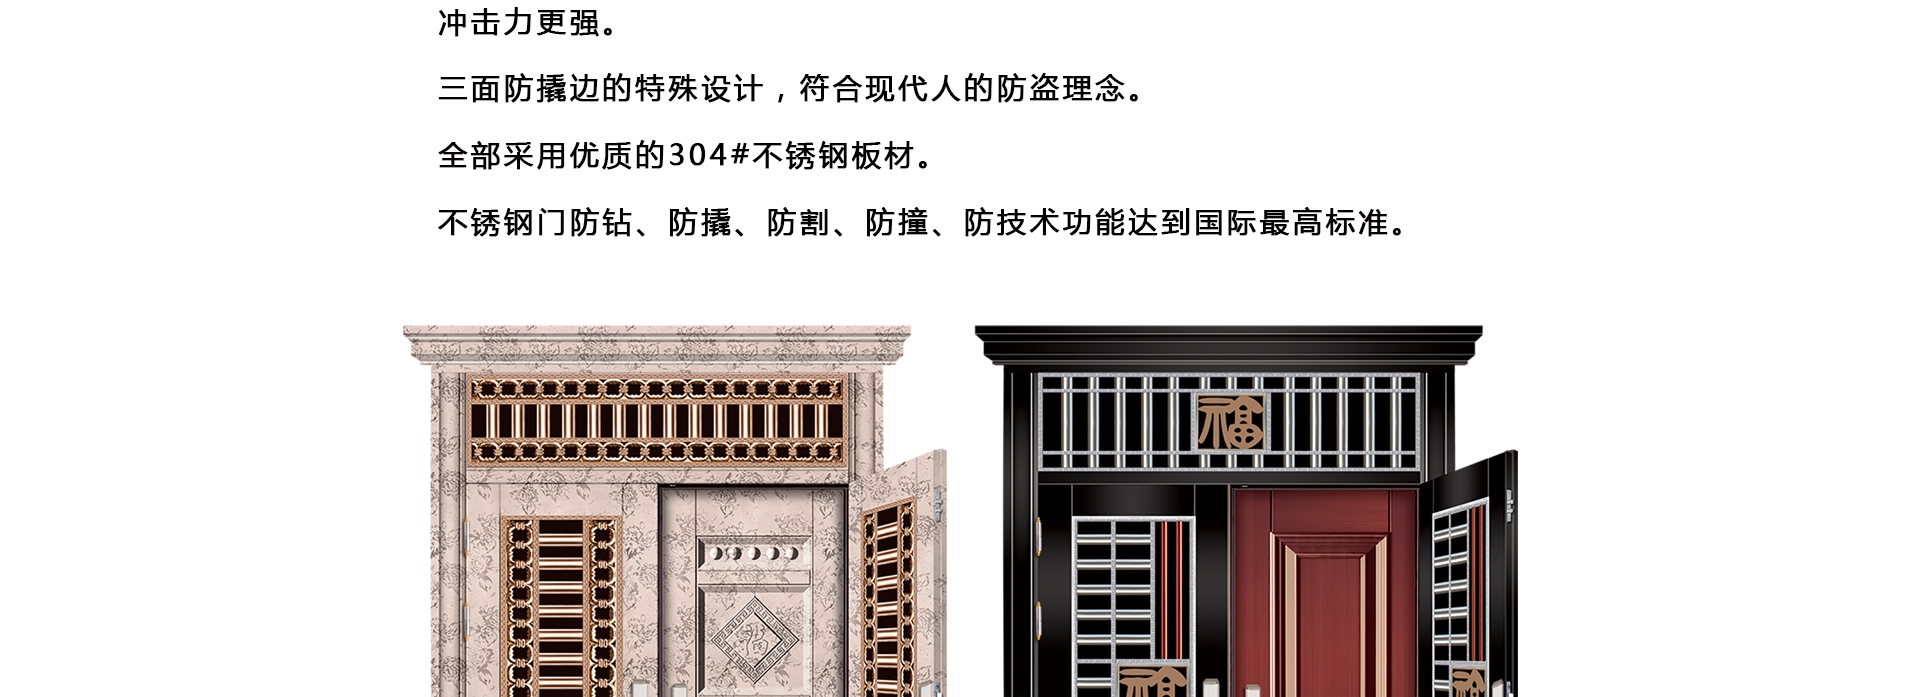 冲击力更强。
三面防撬边的特殊设计，符合现代人的防盗理念。
全部采用优质的304#不锈钢板材。
不锈钢门防钻、防撬、防割、防撞、防技术功能达到国际最高标准。
福
福
福